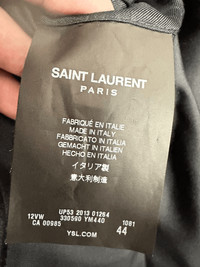 SAINT LAURENT
PARIS
FABRIQUÉ EN ITALIE
MADE IN ITALY
FABBRICATO IN ITALIA
GEMACHT IN ITALIEN
HECHO EN ITALIA
イタリア製
意大利制造
UP53 2013 01264
12VW 330580 YM440 1081
CA 00985 44
YSL.COM